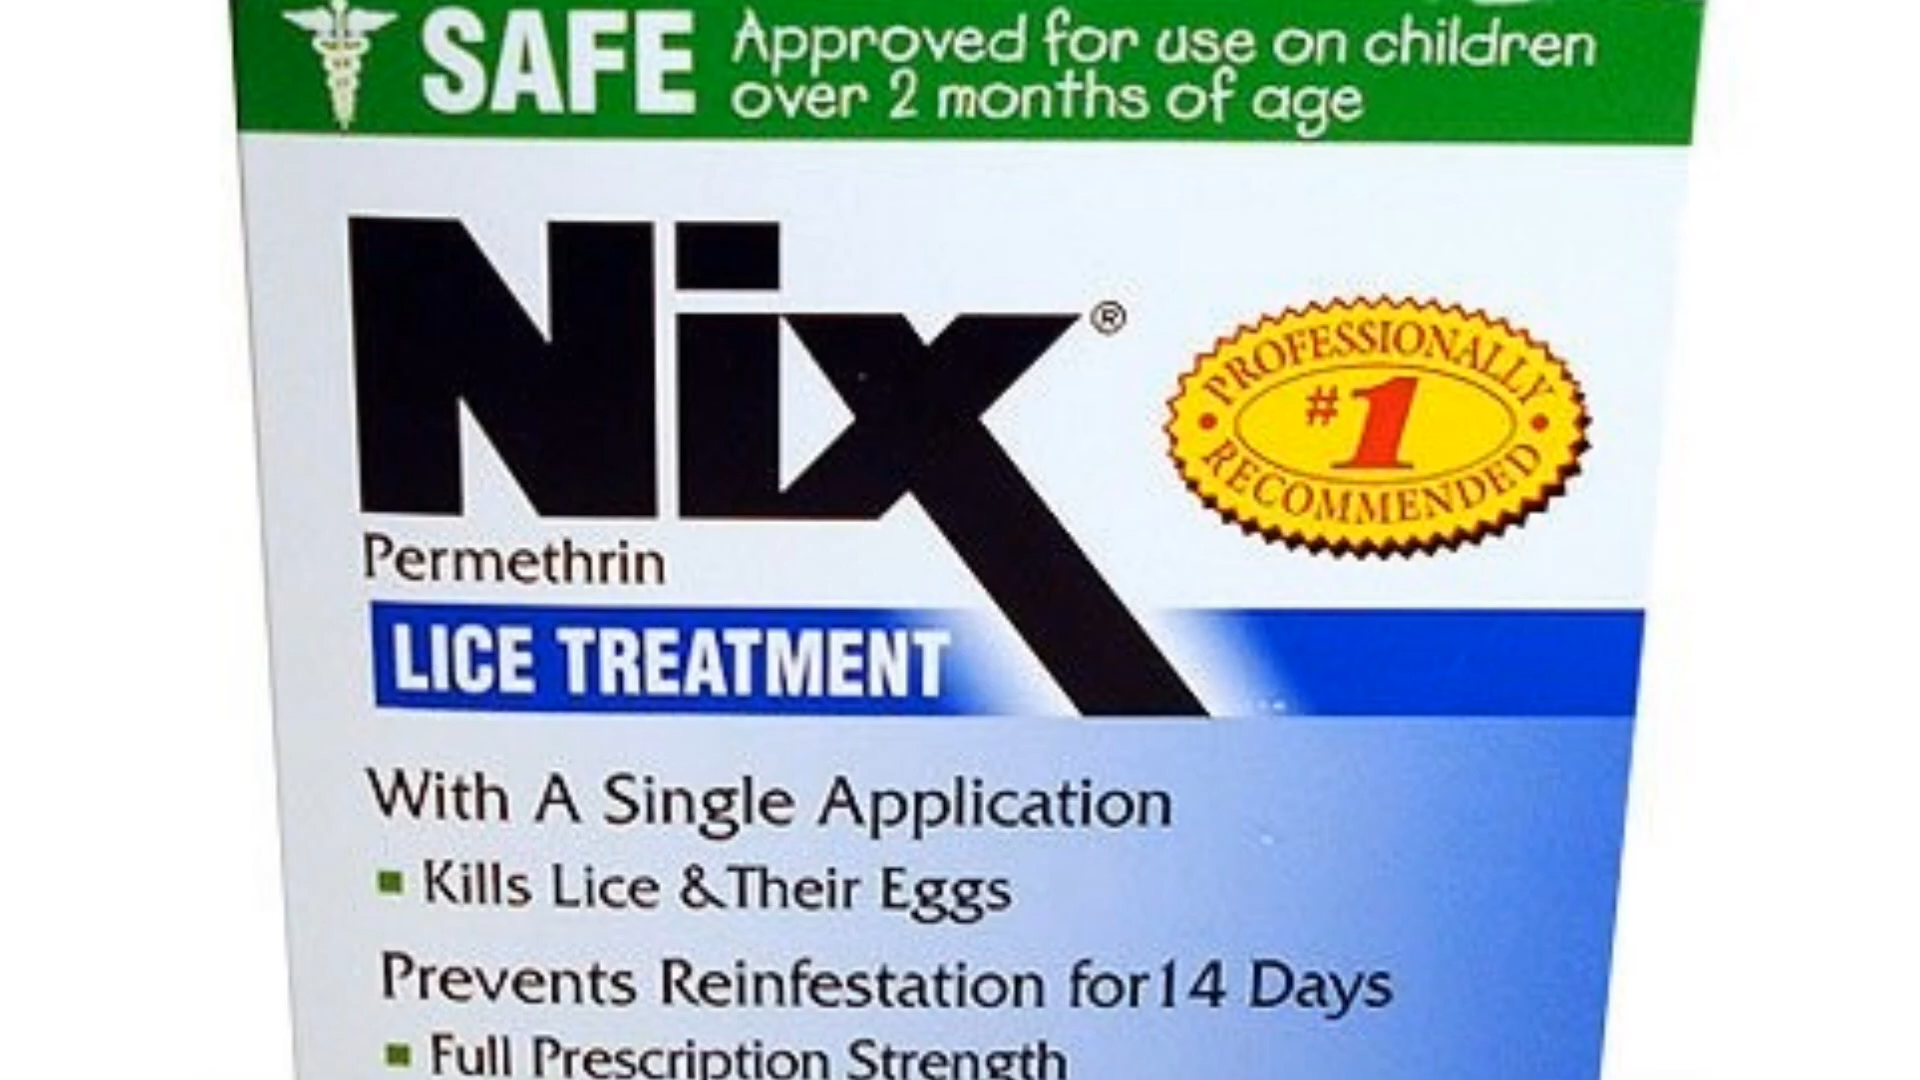 SAFE
Approved for use on children
over 2 months of age
Nix®
Permethrin
PROFESSIONALLY
#1
RECOMMENDED
LICE TREATMENT
With A Single Application
Kills Lice & Their Eggs
Prevents Reinfestation for 14 Days
Full Prescription Strength